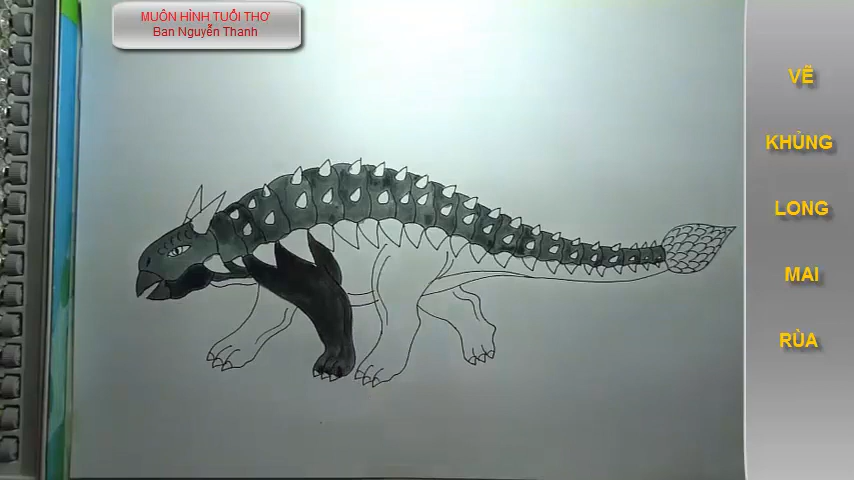 MUÔN HÌNH TUỔI THƠ
Ban Nguyễn Thanh
VẼ
KHỦNG
LONG
MAI
RÙA